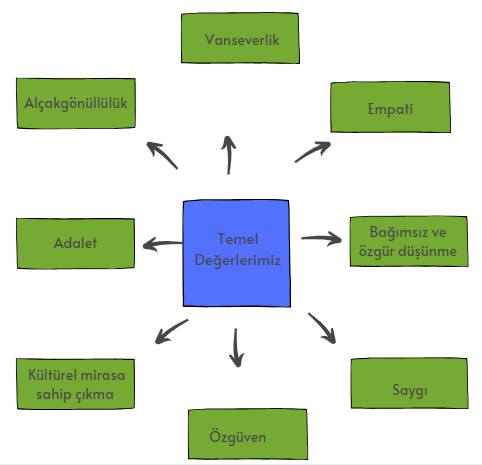 Vanseverlik
Alçakgönüllülük
Empati
Temel
Değerlerimiz
Adalet
Bağımsız ve
özgür düşünme
Kültürel mirasa
sahip çıkma
Saygı
Özgüven